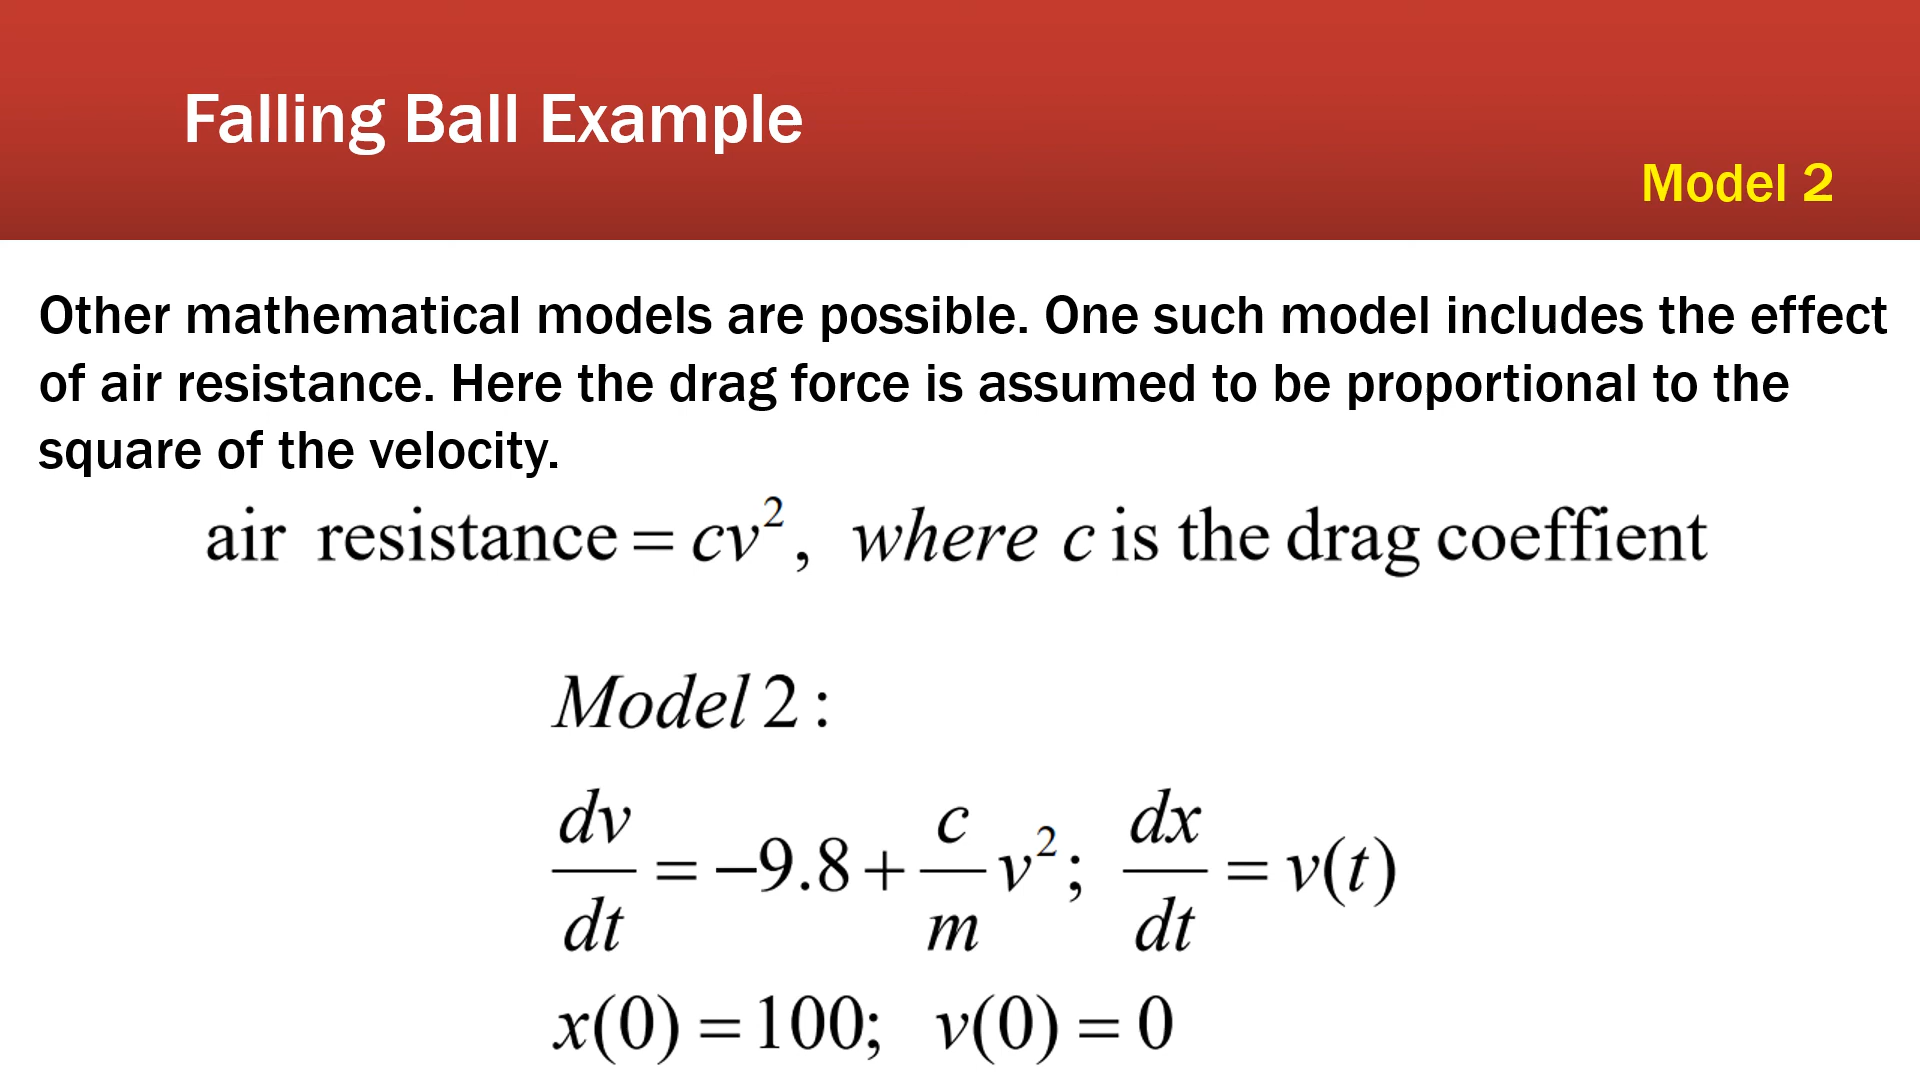 Falling Ball Example
Model 2
Other mathematical models are possible. One such model includes the effect
of air resistance. Here the drag force is assumed to be proportional to the
square of the velocity.
air resistance = cv², where c is the drag coeffient
Model 2 :
dv/dt = −9.8 + c/m v²; dx/dt = v(t)
x(0) = 100; v(0) = 0